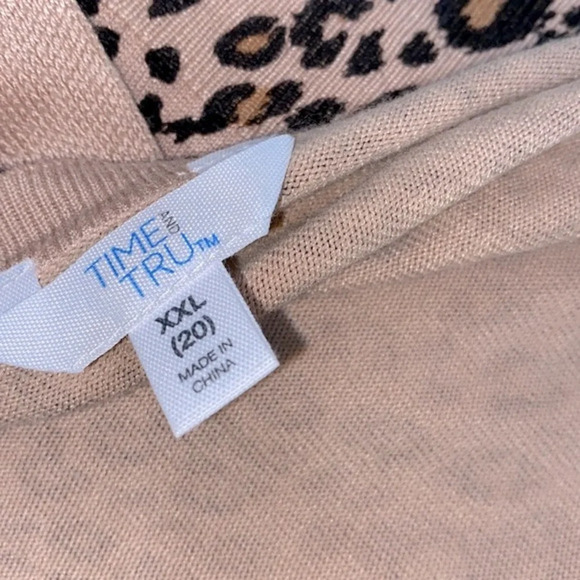 TIME AND
TRU™
XXL
(20)
MADE IN
CHINA